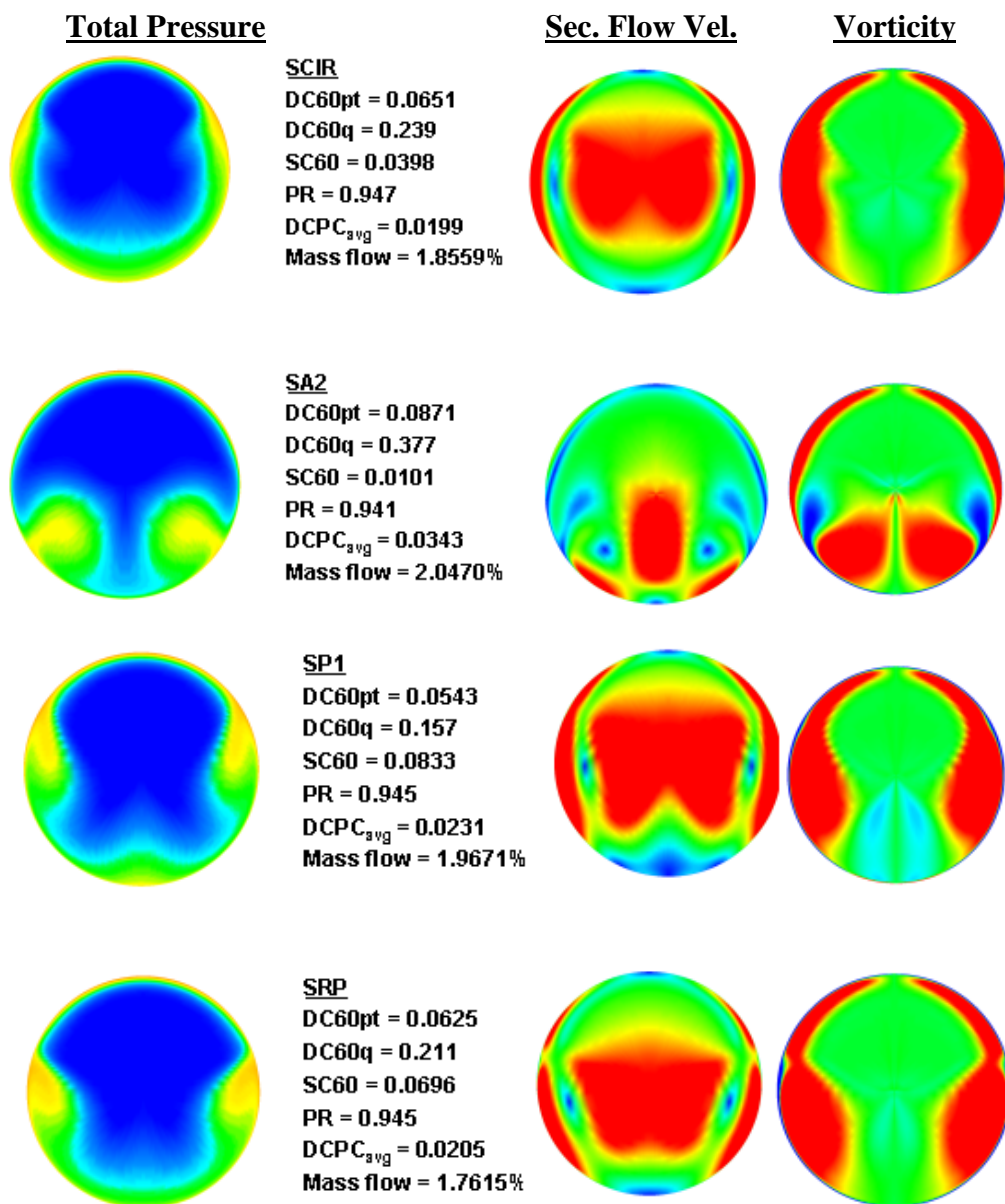 Total Pressure Sec. Flow Vel. Vorticity
SCIR
DC60pt = 0.0651
DC60q = 0.239
SC60 = 0.0398
PR = 0.947
DCPCavg = 0.0199
Mass flow = 1.8559%
SA2
DC60pt = 0.0871
DC60q = 0.377
SC60 = 0.0101
PR = 0.941
DCPCavg = 0.0343
Mass flow = 2.0470%
SP1
DC60pt = 0.0543
DC60q = 0.157
SC60 = 0.0833
PR = 0.945
DCPCavg = 0.0231
Mass flow = 1.9671%
SRP
DC60pt = 0.0625
DC60q = 0.211
SC60 = 0.0696
PR = 0.945
DCPCavg = 0.0205
Mass flow = 1.7615%